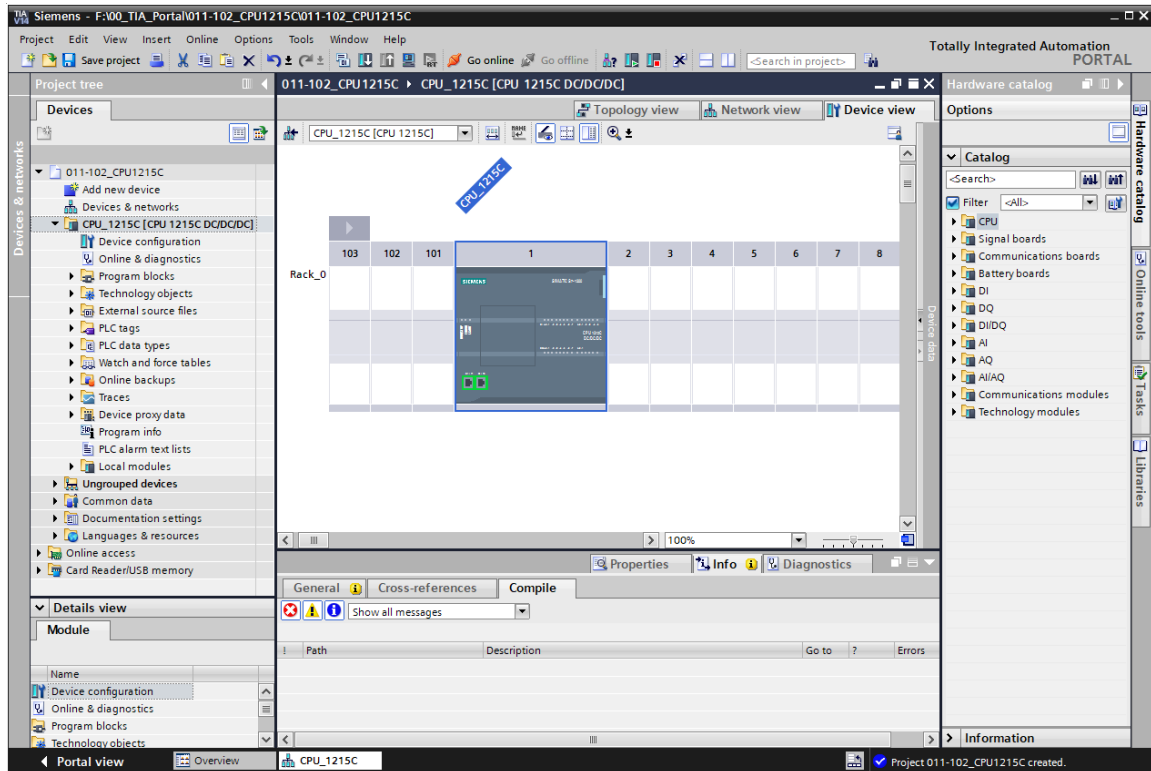 TIA V14 Siemens - F:\00_TIA_Portal\011-102_CPU1215C\011-102_CPU1215C
Project Edit View Insert Online Options Tools Window Help
Totally Integrated Automation
PORTAL
Save project Go online Go offline <Search in project>
Project tree
Devices
Devices & networks
011-102_CPU1215C
Add new device
Devices & networks
CPU_1215C [CPU 1215C DC/DC/DC]
Device configuration
Online & diagnostics
Program blocks
Technology objects
External source files
PLC tags
PLC data types
Watch and force tables
Online backups
Traces
Device proxy data
Program info
PLC alarm text lists
Local modules
Ungrouped devices
Common data
Documentation settings
Languages & resources
Online access
Card Reader/USB memory
Details view
Module
Name
Device configuration
Online & diagnostics
Program blocks
Technology objects
011-102_CPU1215C CPU_1215C [CPU 1215C DC/DC/DC]
Topology view Network view Device view
CPU_1215C [CPU 1215C]
CPU_1215C
103 102 101 1 2 3 4 5 6 7 8
Rack_0
SIEMENS
Device data
100%
Properties Info Diagnostics
General Cross-references Compile
Show all messages
! Path Description Go to ? Errors
Hardware catalog
Options
Catalog
<Search>
Filter <All>
CPU
Signal boards
Communications boards
Battery boards
DI
DQ
DI/DQ
AI
AQ
AI/AQ
Communications modules
Technology modules
Information
Hardware catalog
Online tools
Tasks
Libraries
Portal view Overview CPU_1215C Project 011-102_CPU1215C created.